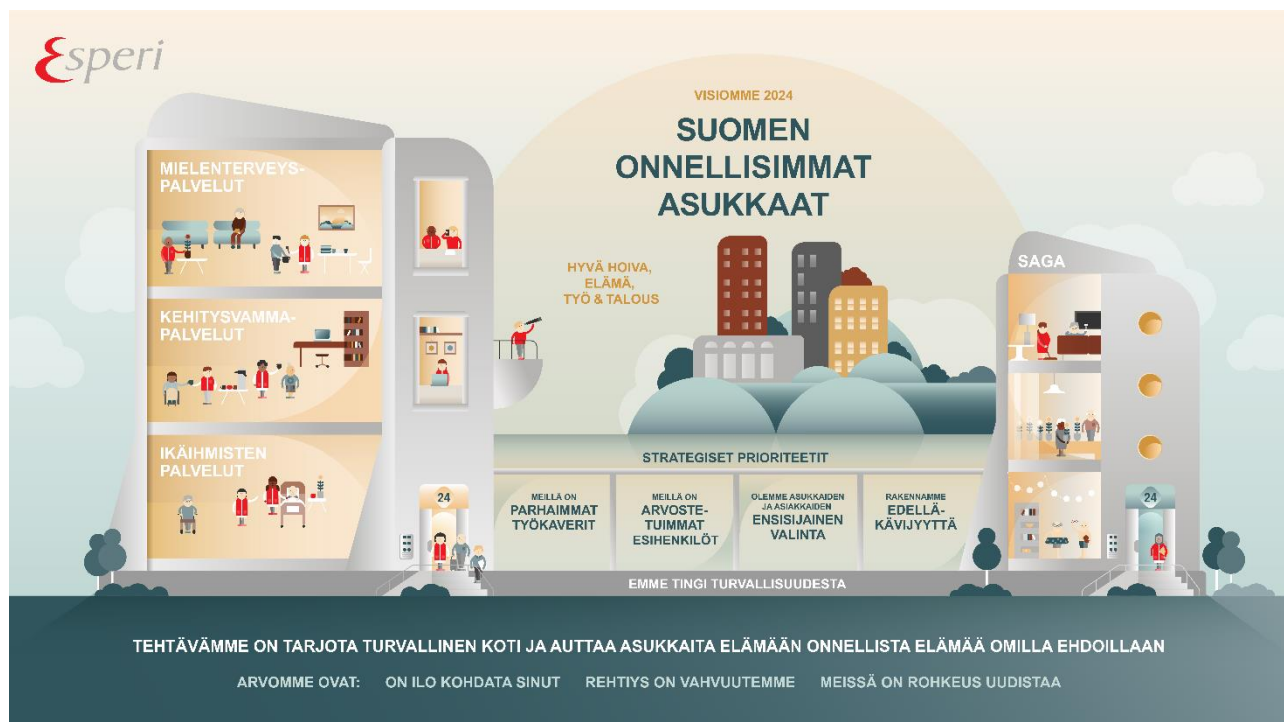 Esperi
VISIOMME 2024
SUOMEN
ONNELLISIMMAT
ASUKKAAT
HYVÄ HOIVA,
ELÄMÄ,
TYÖ & TALOUS
MIELENTERVEYS-
PALVELUT
KEHITYSVAMMA-
PALVELUT
IKÄIHMISTEN
PALVELUT
24
SAGA
24
STRATEGISET PRIORITEETIT
MEILLÄ ON
PARHAIMMAT
TYÖKAVERIT
MEILLÄ ON
ARVOSTE-
TUIMMAT
ESIHENKILÖT
OLEMME ASUKKAIDEN
JA ASIAKKAIDEN
ENSISIJAINEN
VALINTA
RAKENNAMME
EDELLÄ-
KÄVIJYYTTÄ
EMME TINGI TURVALLISUUDESTA
TEHTÄVÄMME ON TARJOTA TURVALLINEN KOTI JA AUTTAA ASUKKAITA ELÄMÄÄN ONNELLISTA ELÄMÄÄ OMILLA EHDOILLAAN
ARVOMME OVAT: ON ILO KOHDATA SINUT REHTIYS ON VAHVUUTEMME MEISSÄ ON ROHKEUS UUDISTAA